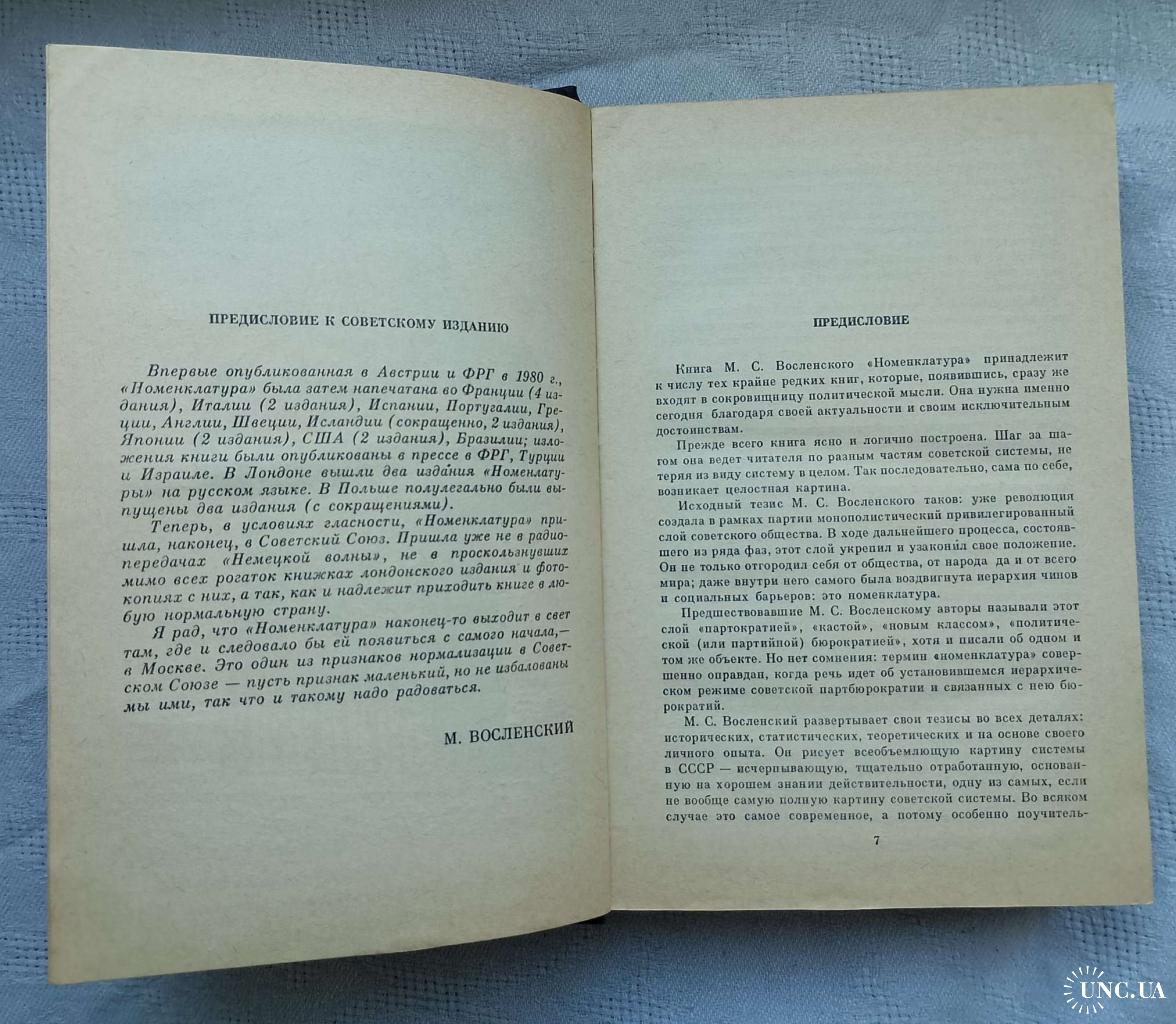 ПРЕДИСЛОВИЕ К СОВЕТСКОМУ ИЗДАНИЮ
Впервые опубликованная в Австрии и ФРГ в 1980 г.,
«Номенклатура» была затем напечатана во Франции (4 из-
дания), Италии (2 издания), Испании, Португалии, Гре-
ции, Англии, Швеции, Исландии (сокращенно, 2 издания),
Японии (2 издания), США (2 издания), Бразилии; изло-
жения книги были опубликованы в прессе в ФРГ, Турции
и Израиле. В Лондоне вышли два издания «Номенлату-
ры» на русском языке. В Польше полулегально были вы-
пущены два издания (с сокращениями).
Теперь, в условиях гласности, «Номенклатура» при-
шла, наконец, в Советский Союз. Пришла уже не в радио-
передачах «Немецкой волны», не в проскользнувших
мимо всех рогаток книжках лондонского издания и фото-
копиях с них, а так, как и надлежит приходить книге в лю-
бую нормальную страну.
Я рад, что «Номенклатура» наконец-то выходит в свет
там, где и следовало бы ей появиться с самого начала,—
в Москве. Это один из признаков нормализации в Совет-
ском Союзе — пусть признак маленький, но не избалованы
мы ими, так что и такому надо радоваться.
М. ВОСЛЕНСКИЙ
ПРЕДИСЛОВИЕ
Книга М. С. Восленского «Номенклатура» принадлежит
к числу тех крайне редких книг, которые, появившись, сразу же
входят в сокровищницу политической мысли. Она нужна именно
сегодня благодаря своей актуальности и своим исключительным
достоинствам.
Прежде всего книга ясно и логично построена. Шаг за ша-
гом она ведет читателя по разным частям советской системы, не
теряя из виду систему в целом. Так последовательно, сама по себе,
возникает целостная картина.
Исходный тезис М. С. Восленского таков: уже революция
создала в рамках партии монополистический привилегированный
слой советского общества. В ходе дальнейшего процесса, состояв-
шего из ряда фаз, этот слой укрепил и узаконил свое положение.
Он не только отгородил себя от общества, от народа да и от всего
мира; даже внутри него самого была воздвигнута иерархия чинов
и социальных барьеров: это номенклатура.
Предшествовавшие М. С. Восленскому авторы называли этот
слой «партократией», «кастой», «новым классом», «политиче-
ской (или партийной) бюрократией», хотя и писали об одном и
том же объекте. Но нет сомнения: термин «номенклатура» совер-
шенно оправдан, когда речь идет об установившемся иерархиче-
ском режиме советской партбюрократии и связанных с нею бю-
рократий.
М. С. Восленский развертывает свои тезисы во всех деталях:
исторических, статистических, теоретических и на основе своего
личного опыта. Он рисует всеобъемлющую картину системы
в СССР — исчерпывающую, тщательно отработанную, основан-
ную на хорошем знании действительности, одну из самых, если
не вообще самую полную картину советской системы. Во всяком
случае это самое современное, а потому особенно поучитель-
7
UNC.UA